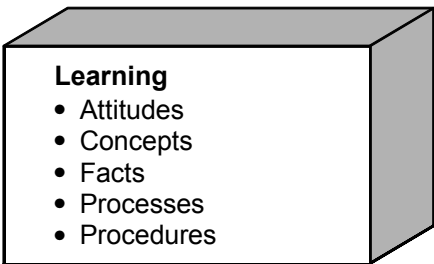 Learning
• Attitudes
• Concepts
• Facts
• Processes
• Procedures